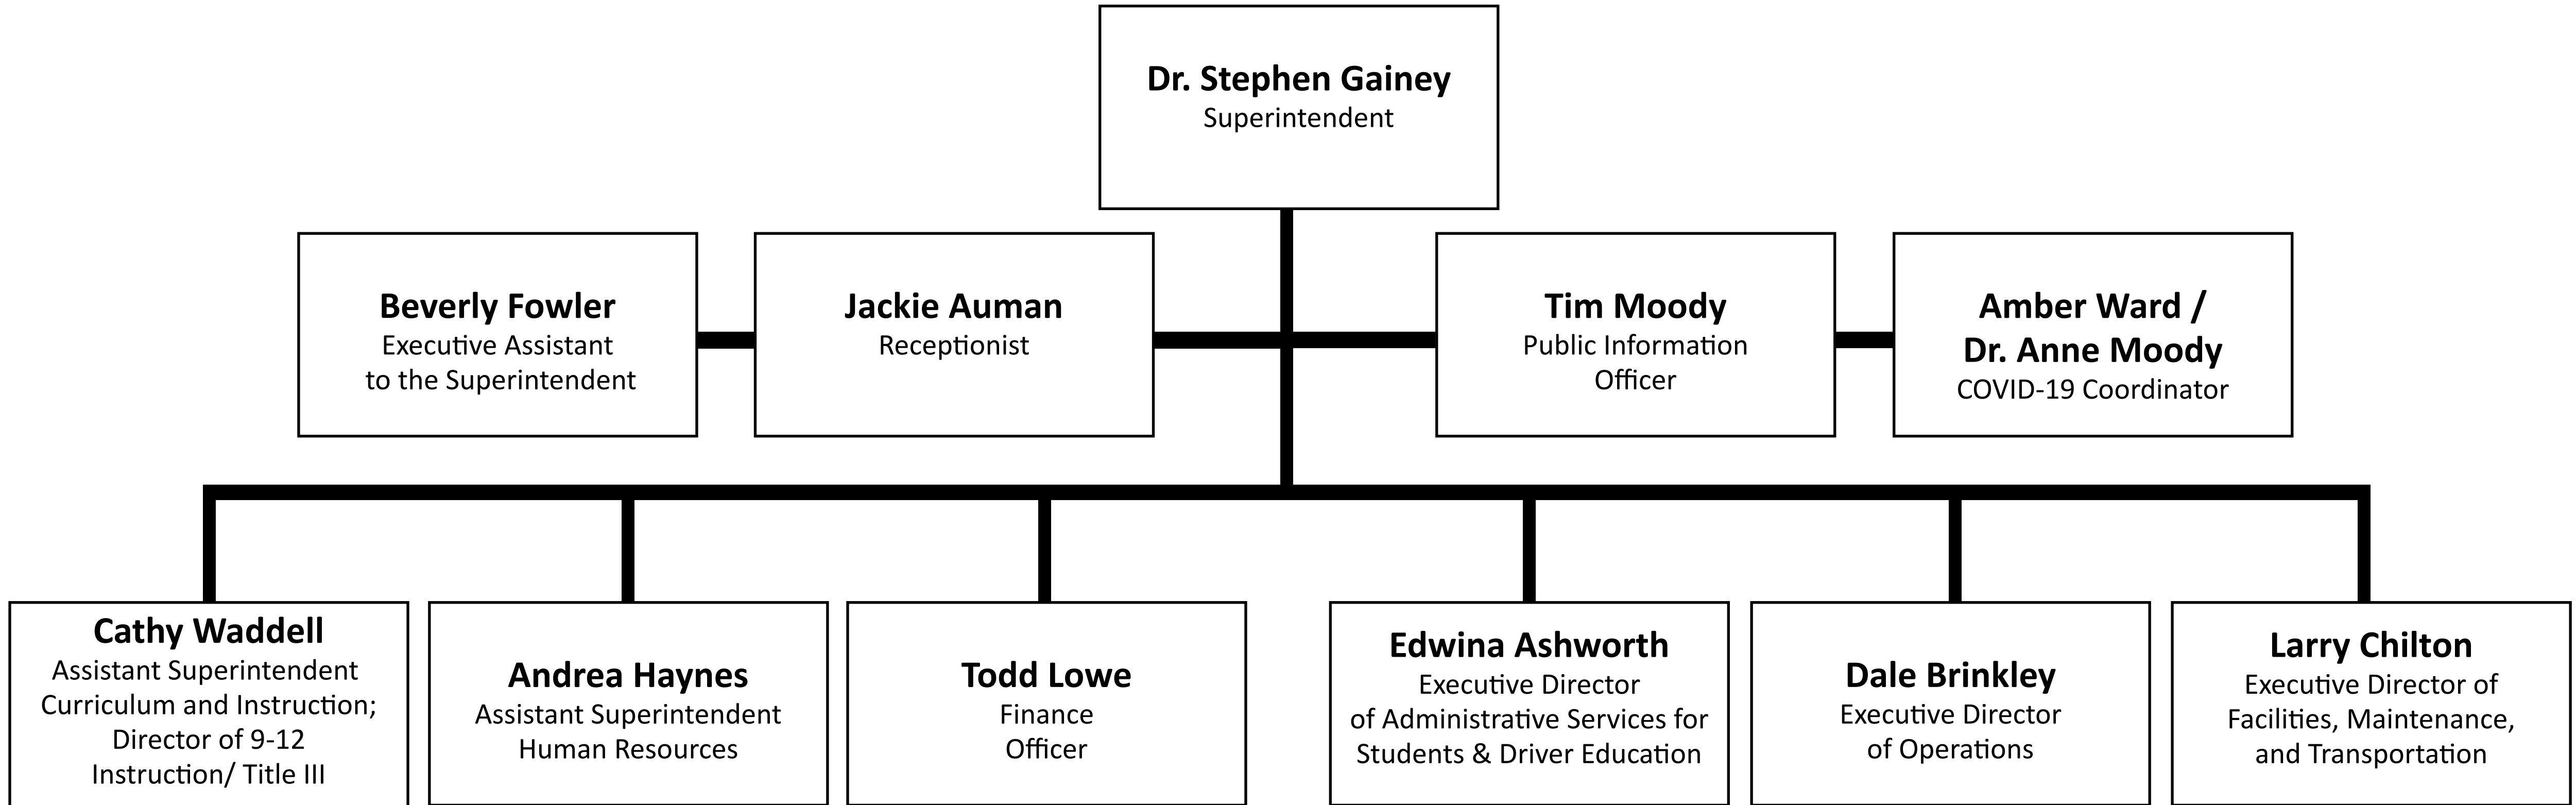 Dr. Stephen Gainey
Superintendent
Beverly Fowler
Executive Assistant
to the Superintendent
Jackie Auman
Receptionist
Tim Moody
Public Information
Officer
Amber Ward /
Dr. Anne Moody
COVID-19 Coordinator
Cathy Waddell
Assistant Superintendent
Curriculum and Instruction;
Director of 9-12
Instruction/ Title III
Andrea Haynes
Assistant Superintendent
Human Resources
Todd Lowe
Finance
Officer
Edwina Ashworth
Executive Director
of Administrative Services for
Students & Driver Education
Dale Brinkley
Executive Director
of Operations
Larry Chilton
Executive Director of
Facilities, Maintenance,
and Transportation